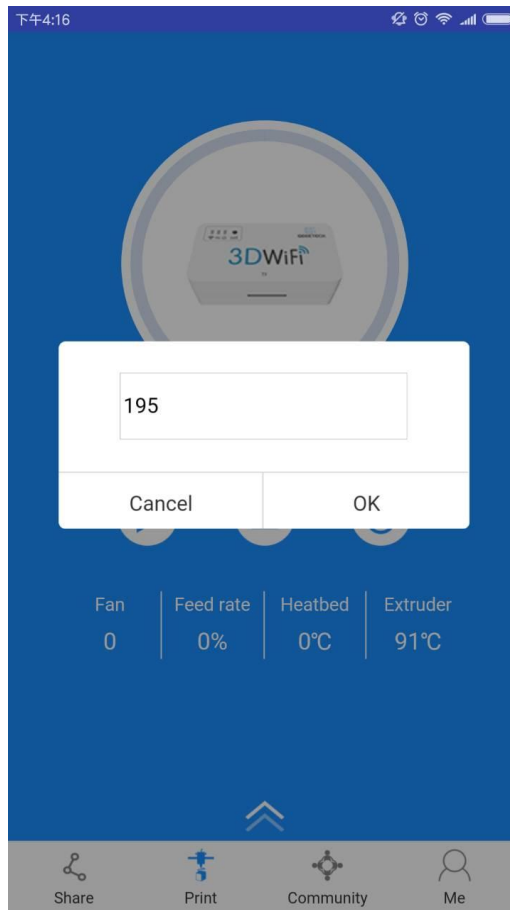 下午4:16
3DWiFi
195
Cancel OK
Fan Feed rate Heatbed Extruder
0 0% 0℃ 91℃
Share Print Community Me